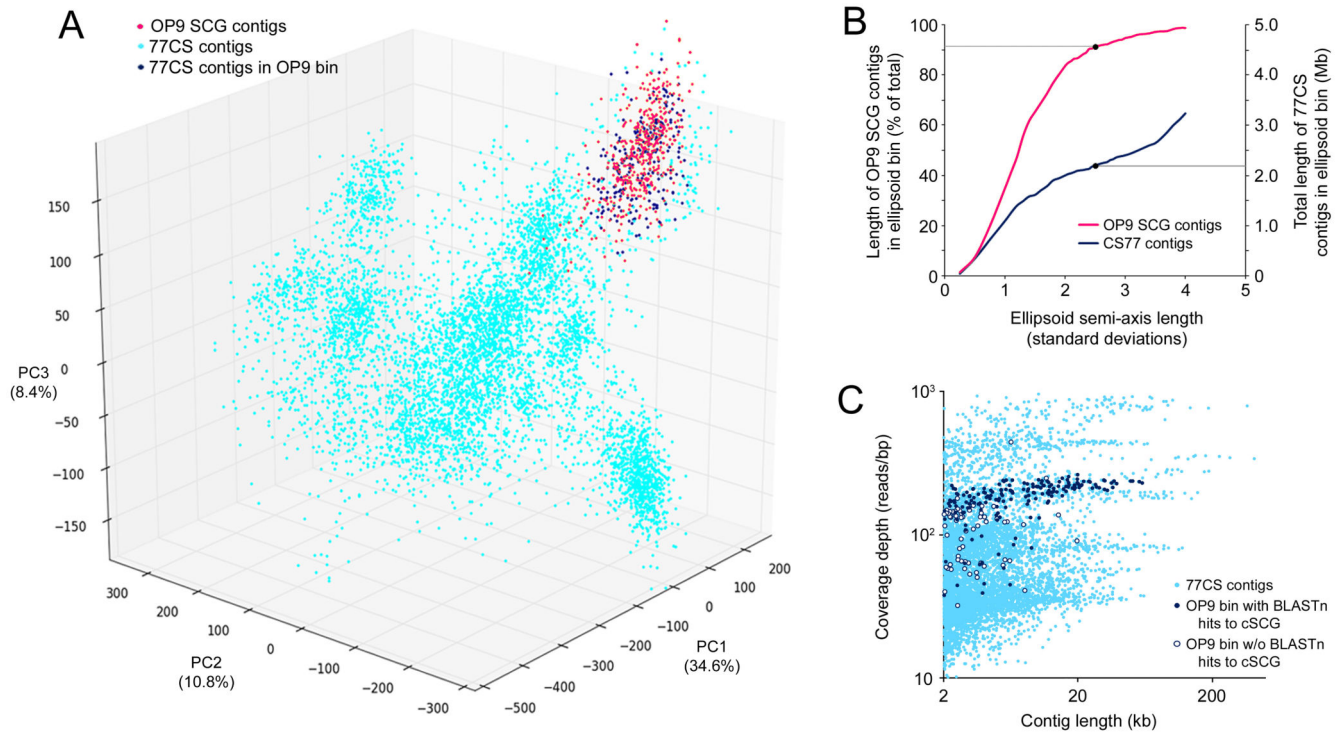 A
OP9 SCG contigs
77CS contigs
77CS contigs in OP9 bin
150
100
50
0
−50
−100
−150
PC3
(8.4%)
300
200
100
0
−100
−200
−300
PC2
(10.8%)
−500
−400
−300
−200
−100
0
100
200
PC1
(34.6%)
B
Length of OP9 SCG contigs
in ellipsoid bin (% of total)
100
80
60
40
20
0
5.0
4.0
3.0
2.0
1.0
0
Total length of 77CS
contigs in ellipsoid bin (Mb)
OP9 SCG contigs
CS77 contigs
0 1 2 3 4 5
Ellipsoid semi-axis length
(standard deviations)
C
Coverage depth (reads/bp)
10³
10²
10
77CS contigs
OP9 bin with BLASTn
hits to cSCG
OP9 bin w/o BLASTn
hits to cSCG
2 20 200
Contig length (kb)